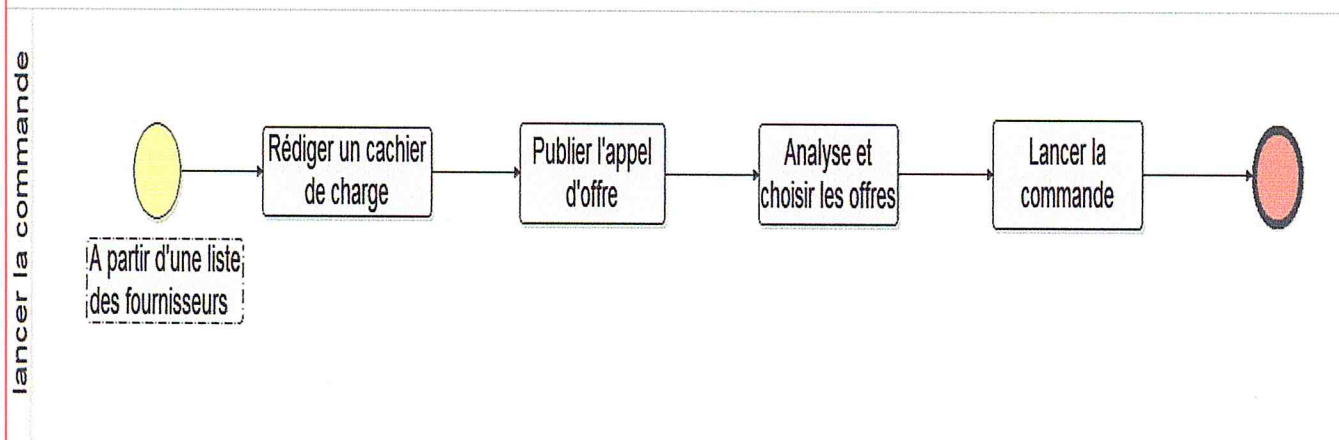 lancer la commande
Rédiger un cachier
de charge
Publier l'appel
d'offre
Analyse et
choisir les offres
Lancer la
commande
A partir d'une liste
des fournisseurs